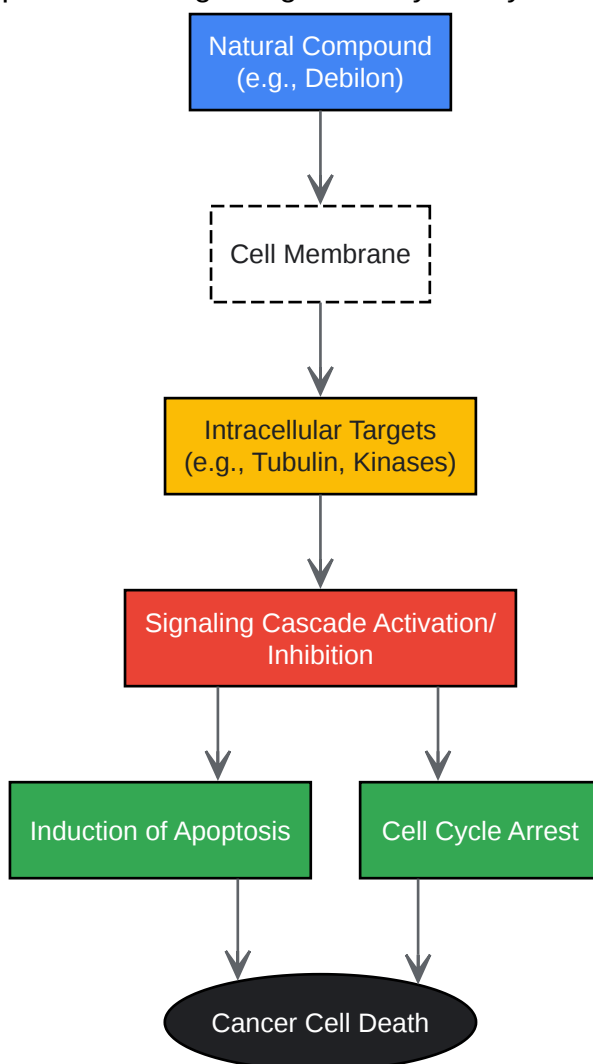 Natural Compound
(e.g., Debilon)
Cell Membrane
Intracellular Targets
(e.g., Tubulin, Kinases)
Signaling Cascade Activation/
Inhibition
Induction of Apoptosis
Cell Cycle Arrest
Cancer Cell Death